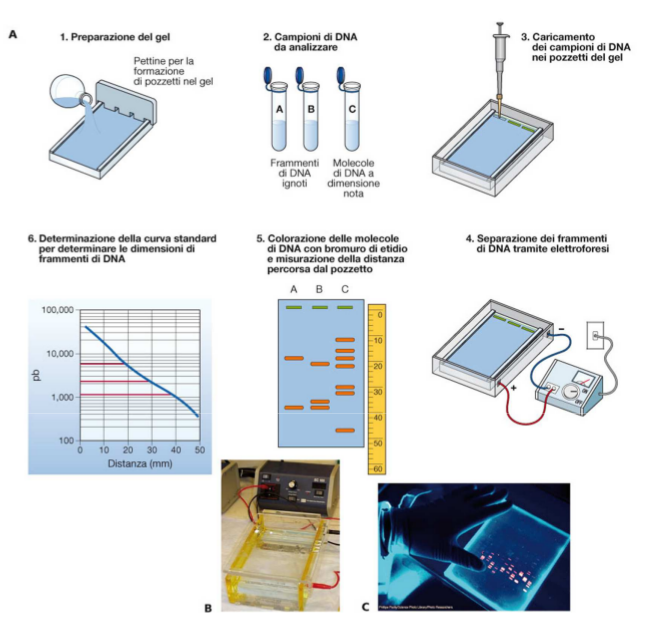 A
1. Preparazione del gel
Pettine per la
formazione
di pozzetti nel gel
2. Campioni di DNA
da analizzare
A
B
C
Frammenti
di DNA
ignoti
Molecole
di DNA a
dimensione
nota
3. Caricamento
dei campioni di DNA
nei pozzetti del gel
6. Determinazione della curva standard
per determinare le dimensioni di
frammenti di DNA
100,000
10,000
1,000
100
pb
0 10 20 30 40 50
Distanza (mm)
5. Colorazione delle molecole
di DNA con bromuro di etidio
e misurazione della distanza
percorsa dal pozzetto
A B C
0
10
20
30
40
50
60
4. Separazione dei frammenti
di DNA tramite elettroforesi
–
+
B
C